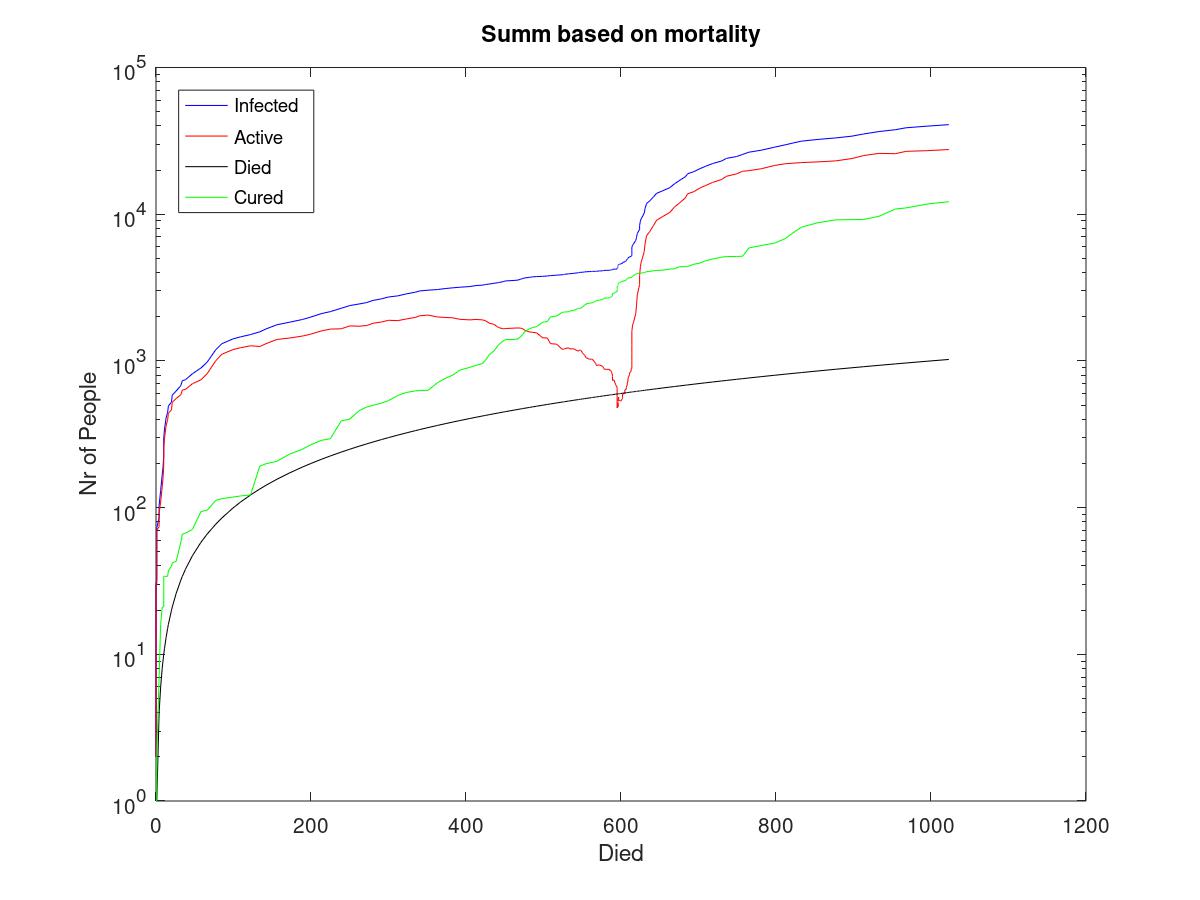 Summ based on mortality
10^5
10^4
10^3
10^2
10^1
10^0
Nr of People
Infected
Active
Died
Cured
0 200 400 600 800 1000 1200
Died